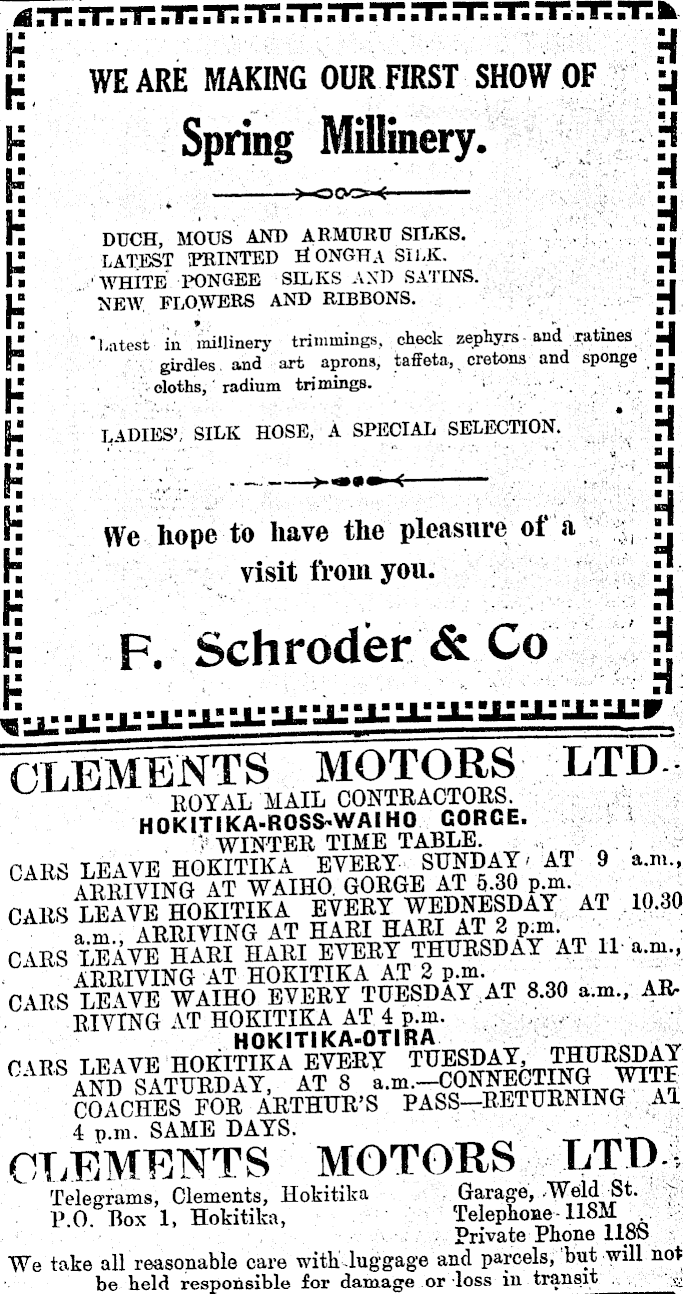 WE ARE MAKING OUR FIRST SHOW OF
Spring Millinery.
DUCH, MOUS AND ARMURU SILKS.
LATEST PRINTED HONGHA SILK.
WHITE PONGEE SILKS AND SATINS.
NEW FLOWERS AND RIBBONS.
Latest in millinery trimmings, check zephyrs and ratines
girdles and art aprons, taffeta, cretons and sponge
cloths, radium trimings.
LADIES' SILK HOSE, A SPECIAL SELECTION.
We hope to have the pleasure of a
visit from you.
F. Schroder & Co
CLEMENTS MOTORS LTD.
ROYAL MAIL CONTRACTORS.
HOKITIKA-ROSS-WAIHO GORGE.
WINTER TIME TABLE.
CARS LEAVE HOKITIKA EVERY SUNDAY AT 9 a.m.,
ARRIVING AT WAIHO GORGE AT 5.30 p.m.
CARS LEAVE HOKITIKA EVERY WEDNESDAY AT 10.30
a.m., ARRIVING AT HARI HARI AT 2 p.m.
CARS LEAVE HARI HARI EVERY THURSDAY AT 11 a.m.,
ARRIVING AT HOKITIKA AT 2 p.m.
CARS LEAVE WAIHO EVERY TUESDAY AT 8.30 a.m., AR-
RIVING AT HOKITIKA AT 4 p.m.
HOKITIKA-OTIRA
CARS LEAVE HOKITIKA EVERY TUESDAY, THURSDAY
AND SATURDAY, AT 8 a.m.—CONNECTING WITH
COACHES FOR ARTHUR'S PASS—RETURNING AT
4 p.m. SAME DAYS.
CLEMENTS MOTORS LTD.
Telegrams, Clements, Hokitika
P.O. Box 1, Hokitika,
Garage, Weld St.
Telephone 118M
Private Phone 118S
We take all reasonable care with luggage and parcels, but will not
be held responsible for damage or loss in transit